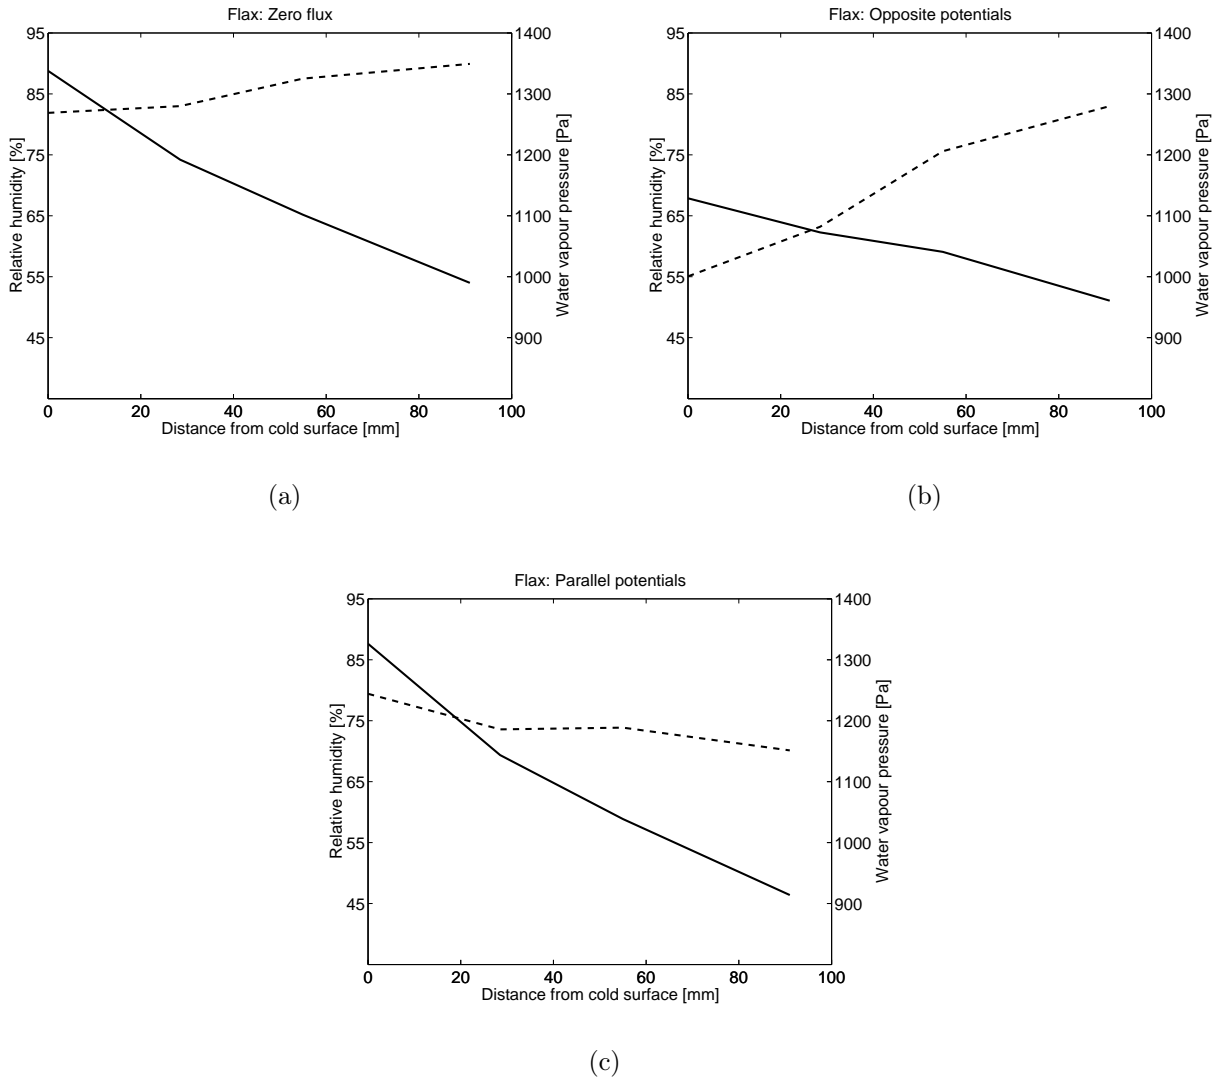 Flax: Zero flux
95
85
75
65
55
45
1400
1300
1200
1100
1000
900
0 20 40 60 80 100
Relative humidity [%]
Water vapour pressure [Pa]
Distance from cold surface [mm]
(a)
Flax: Opposite potentials
95
85
75
65
55
45
1400
1300
1200
1100
1000
900
0 20 40 60 80 100
Relative humidity [%]
Water vapour pressure [Pa]
Distance from cold surface [mm]
(b)
Flax: Parallel potentials
95
85
75
65
55
45
1400
1300
1200
1100
1000
900
0 20 40 60 80 100
Relative humidity [%]
Water vapour pressure [Pa]
Distance from cold surface [mm]
(c)